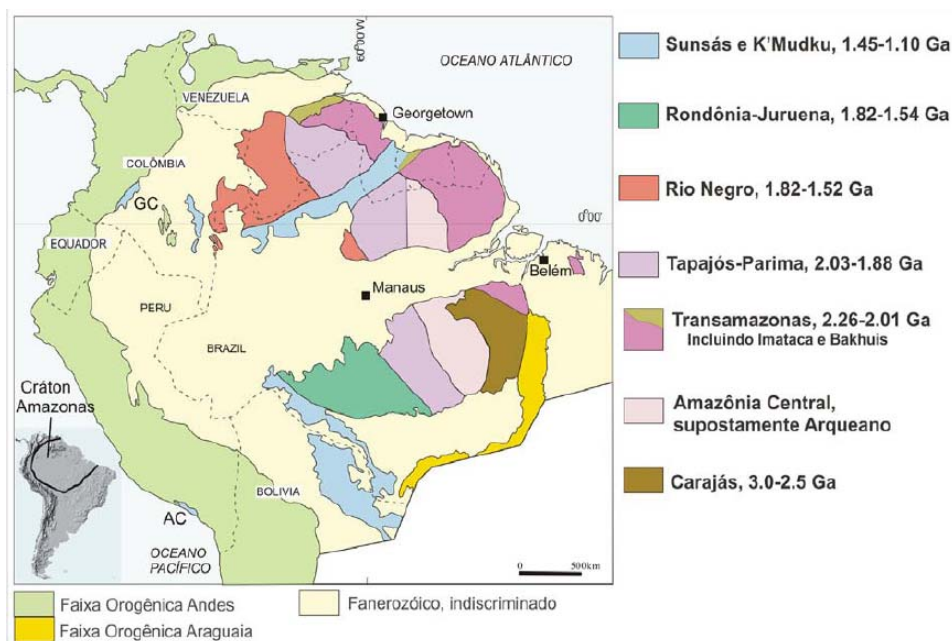 60°00'W
OCEANO ATLÂNTICO
VENEZUELA
Georgetown
COLÔMBIA
GC
0°00'
EQUADOR
Belém
Manaus
PERU
BRAZIL
Cráton
Amazonas
BOLIVIA
AC
OCEANO
PACÍFICO
500km
Sunsás e K'Mudku, 1.45-1.10 Ga
Rondônia-Juruena, 1.82-1.54 Ga
Rio Negro, 1.82-1.52 Ga
Tapajós-Parima, 2.03-1.88 Ga
Transamazonas, 2.26-2.01 Ga
Incluindo Imataca e Bakhuis
Amazônia Central,
supostamente Arqueano
Carajás, 3.0-2.5 Ga
Faixa Orogênica Andes
Fanerozóico, indiscriminado
Faixa Orogênica Araguaia